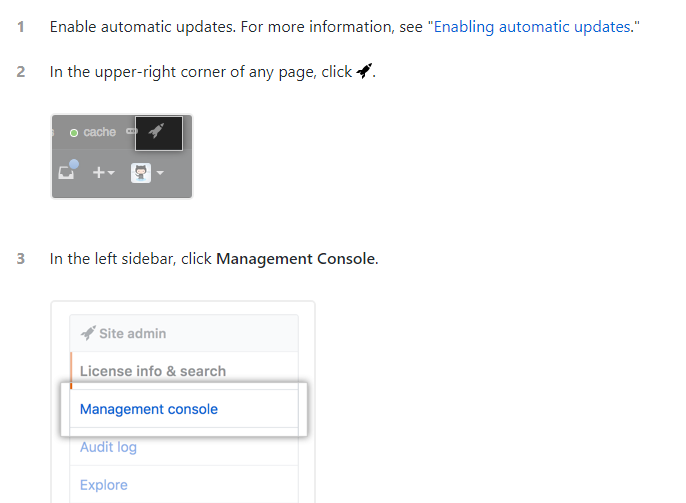 1 Enable automatic updates. For more information, see "Enabling automatic updates."
2 In the upper-right corner of any page, click .
cache
3 In the left sidebar, click Management Console.
Site admin
License info & search
Management console
Audit log
Explore